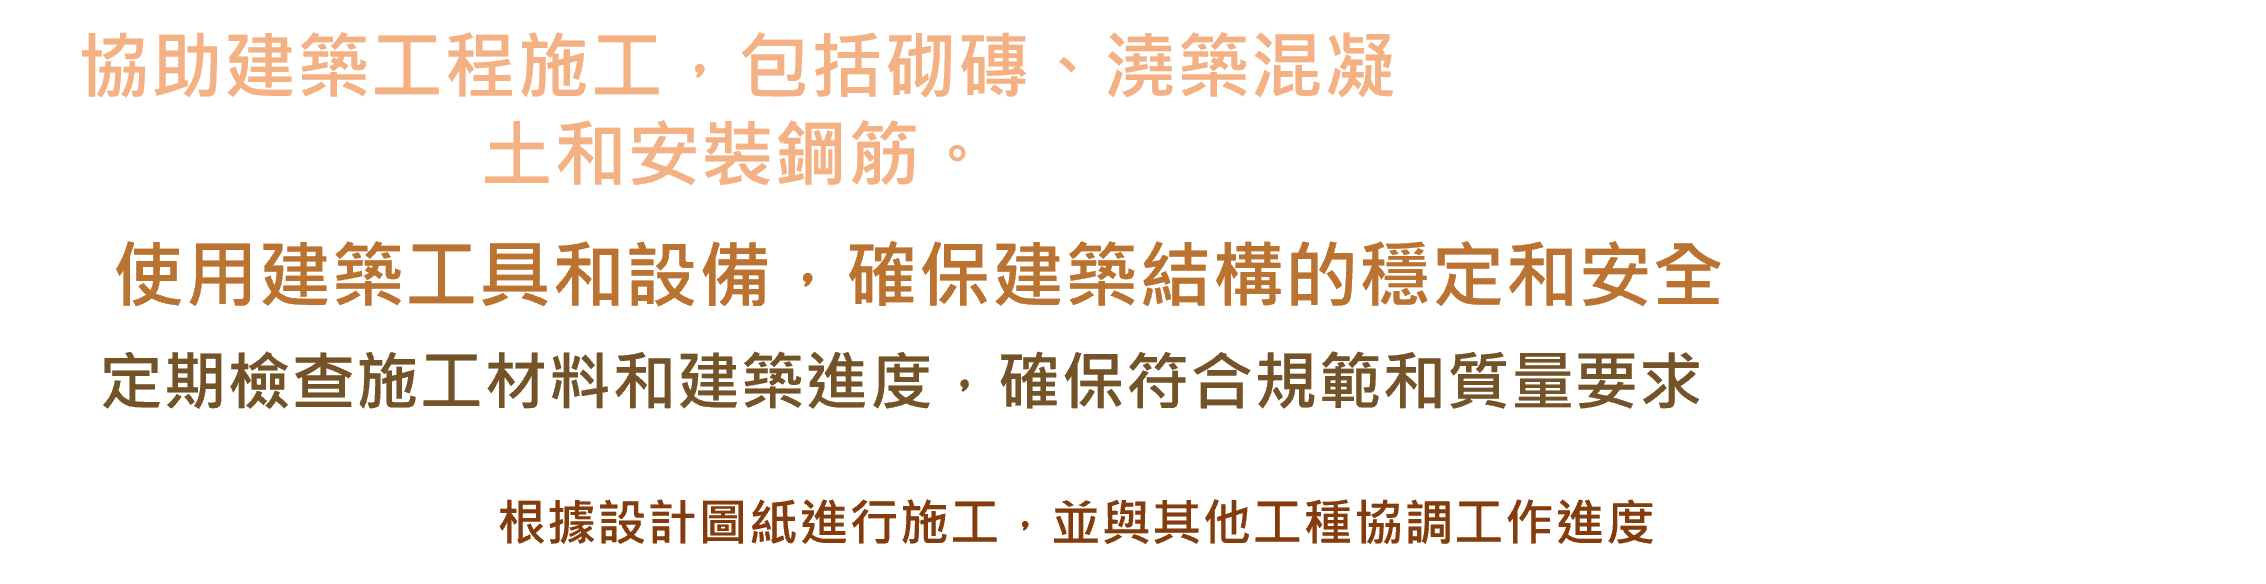 協助建築工程施工，包括砌磚、澆築混凝
土和安裝鋼筋。
使用建築工具和設備，確保建築結構的穩定和安全
定期檢查施工材料和建築進度，確保符合規範和質量要求
根據設計圖紙進行施工，並與其他工種協調工作進度